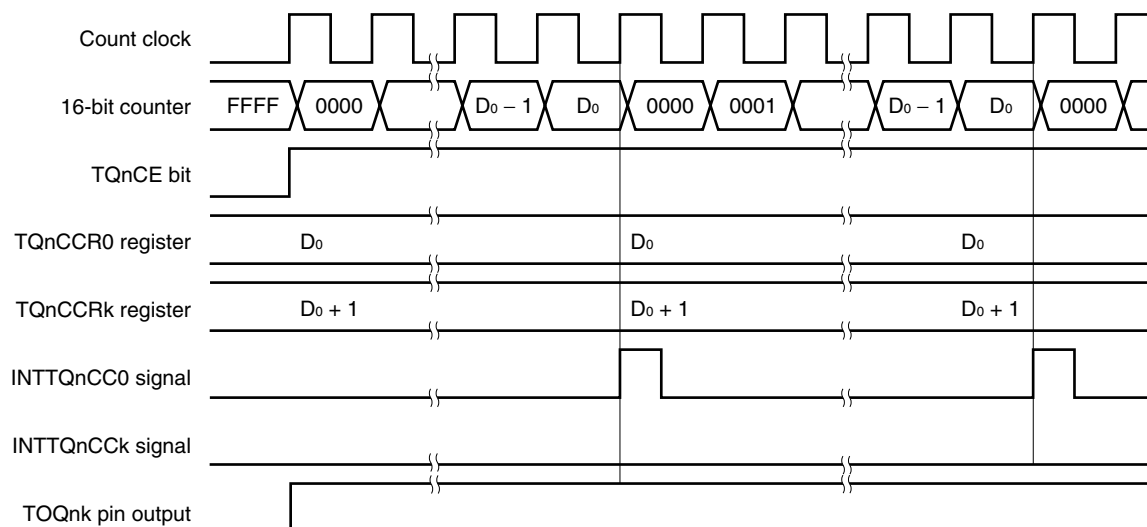 Count clock
16-bit counter FFFF 0000 D₀ − 1 D₀ 0000 0001 D₀ − 1 D₀ 0000
TQnCE bit
TQnCCR0 register D₀ D₀ D₀
TQnCCRk register D₀ + 1 D₀ + 1 D₀ + 1
INTTQnCC0 signal
INTTQnCCk signal
TOQnk pin output